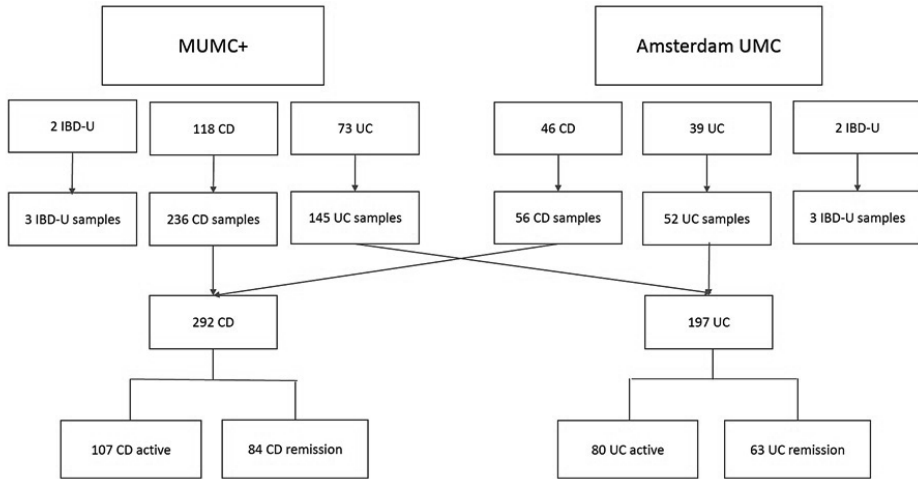 MUMC+
Amsterdam UMC
2 IBD-U
118 CD
73 UC
46 CD
39 UC
2 IBD-U
3 IBD-U samples
236 CD samples
145 UC samples
56 CD samples
52 UC samples
3 IBD-U samples
292 CD
197 UC
107 CD active
84 CD remission
80 UC active
63 UC remission